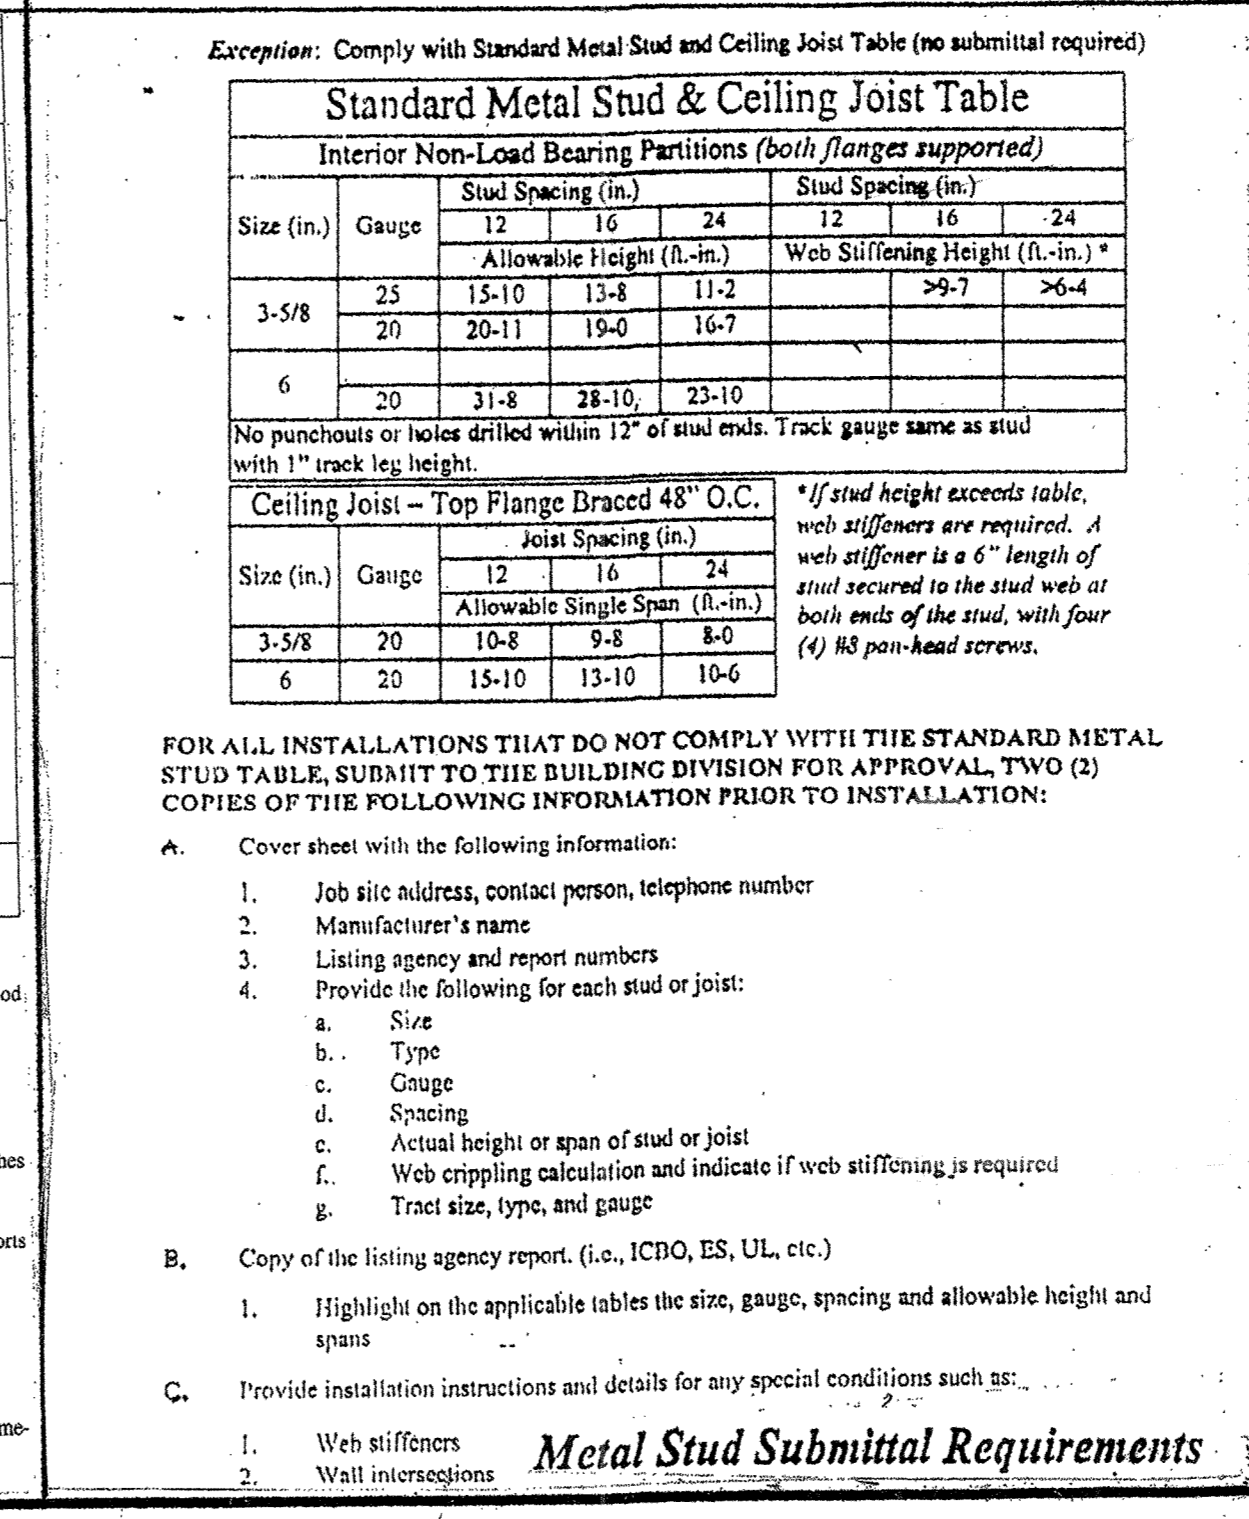 Exception: Comply with Standard Metal Stud and Ceiling Joist Table (no submittal required)
Standard Metal Stud & Ceiling Joist Table
Interior Non-Load Bearing Partitions (both flanges supported)
Size (in.) Gauge Stud Spacing (in.) Stud Spacing (in.)
12 16 24 12 16 24
Allowable Height (ft.-in.) Web Stiffening Height (ft.-in.) *
3-5/8 25 15-10 13-8 11-2 >9-7 >6-4
20 20-11 19-0 16-7
6
20 31-8 28-10 23-10
No punchouts or holes drilled within 12" of stud ends. Track gauge same as stud
with 1" track leg height.
Ceiling Joist – Top Flange Braced 48" O.C.
Size (in.) Gauge Joist Spacing (in.)
12 16 24
Allowable Single Span (ft.-in.)
3-5/8 20 10-8 9-8 8-0
6 20 15-10 13-10 10-6
*If stud height exceeds table,
web stiffeners are required. A
web stiffener is a 6" length of
stud secured to the stud web at
both ends of the stud, with four
(4) #8 pan-head screws.
FOR ALL INSTALLATIONS THAT DO NOT COMPLY WITH THE STANDARD METAL
STUD TABLE, SUBMIT TO THE BUILDING DIVISION FOR APPROVAL, TWO (2)
COPIES OF THE FOLLOWING INFORMATION PRIOR TO INSTALLATION:
A. Cover sheet with the following information:
1. Job site address, contact person, telephone number
2. Manufacturer's name
3. Listing agency and report numbers
4. Provide the following for each stud or joist:
a. Size
b. Type
c. Gauge
d. Spacing
e. Actual height or span of stud or joist
f. Web crippling calculation and indicate if web stiffening is required
g. Tract size, type, and gauge
B. Copy of the listing agency report. (i.e., ICBO, ES, UL, etc.)
1. Highlight on the applicable tables the size, gauge, spacing and allowable height and
spans
C. Provide installation instructions and details for any special conditions such as:
1. Web stiffeners
2. Wall intersections
Metal Stud Submittal Requirements
od
hes
orts
me-